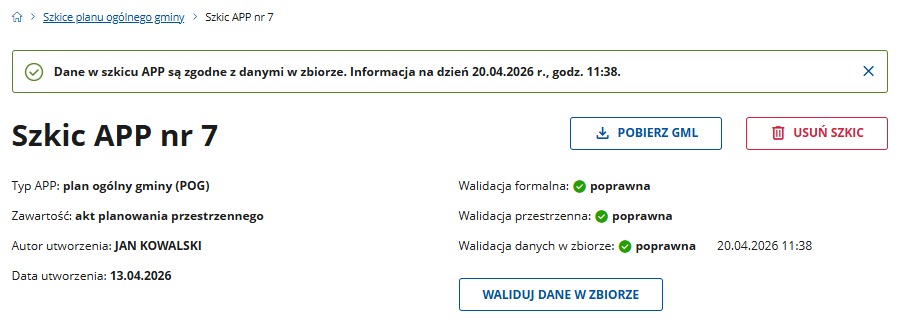 Szkice planu ogólnego gminy > Szkic APP nr 7
Dane w szkicu APP są zgodne z danymi w zbiorze. Informacja na dzień 20.04.2026 r., godz. 11:38.
Szkic APP nr 7
POBIERZ GML
USUŃ SZKIC
Typ APP: plan ogólny gminy (POG)
Zawartość: akt planowania przestrzennego
Autor utworzenia: JAN KOWALSKI
Data utworzenia: 13.04.2026
Walidacja formalna: poprawna
Walidacja przestrzenna: poprawna
Walidacja danych w zbiorze: poprawna 20.04.2026 11:38
WALIDUJ DANE W ZBIORZE